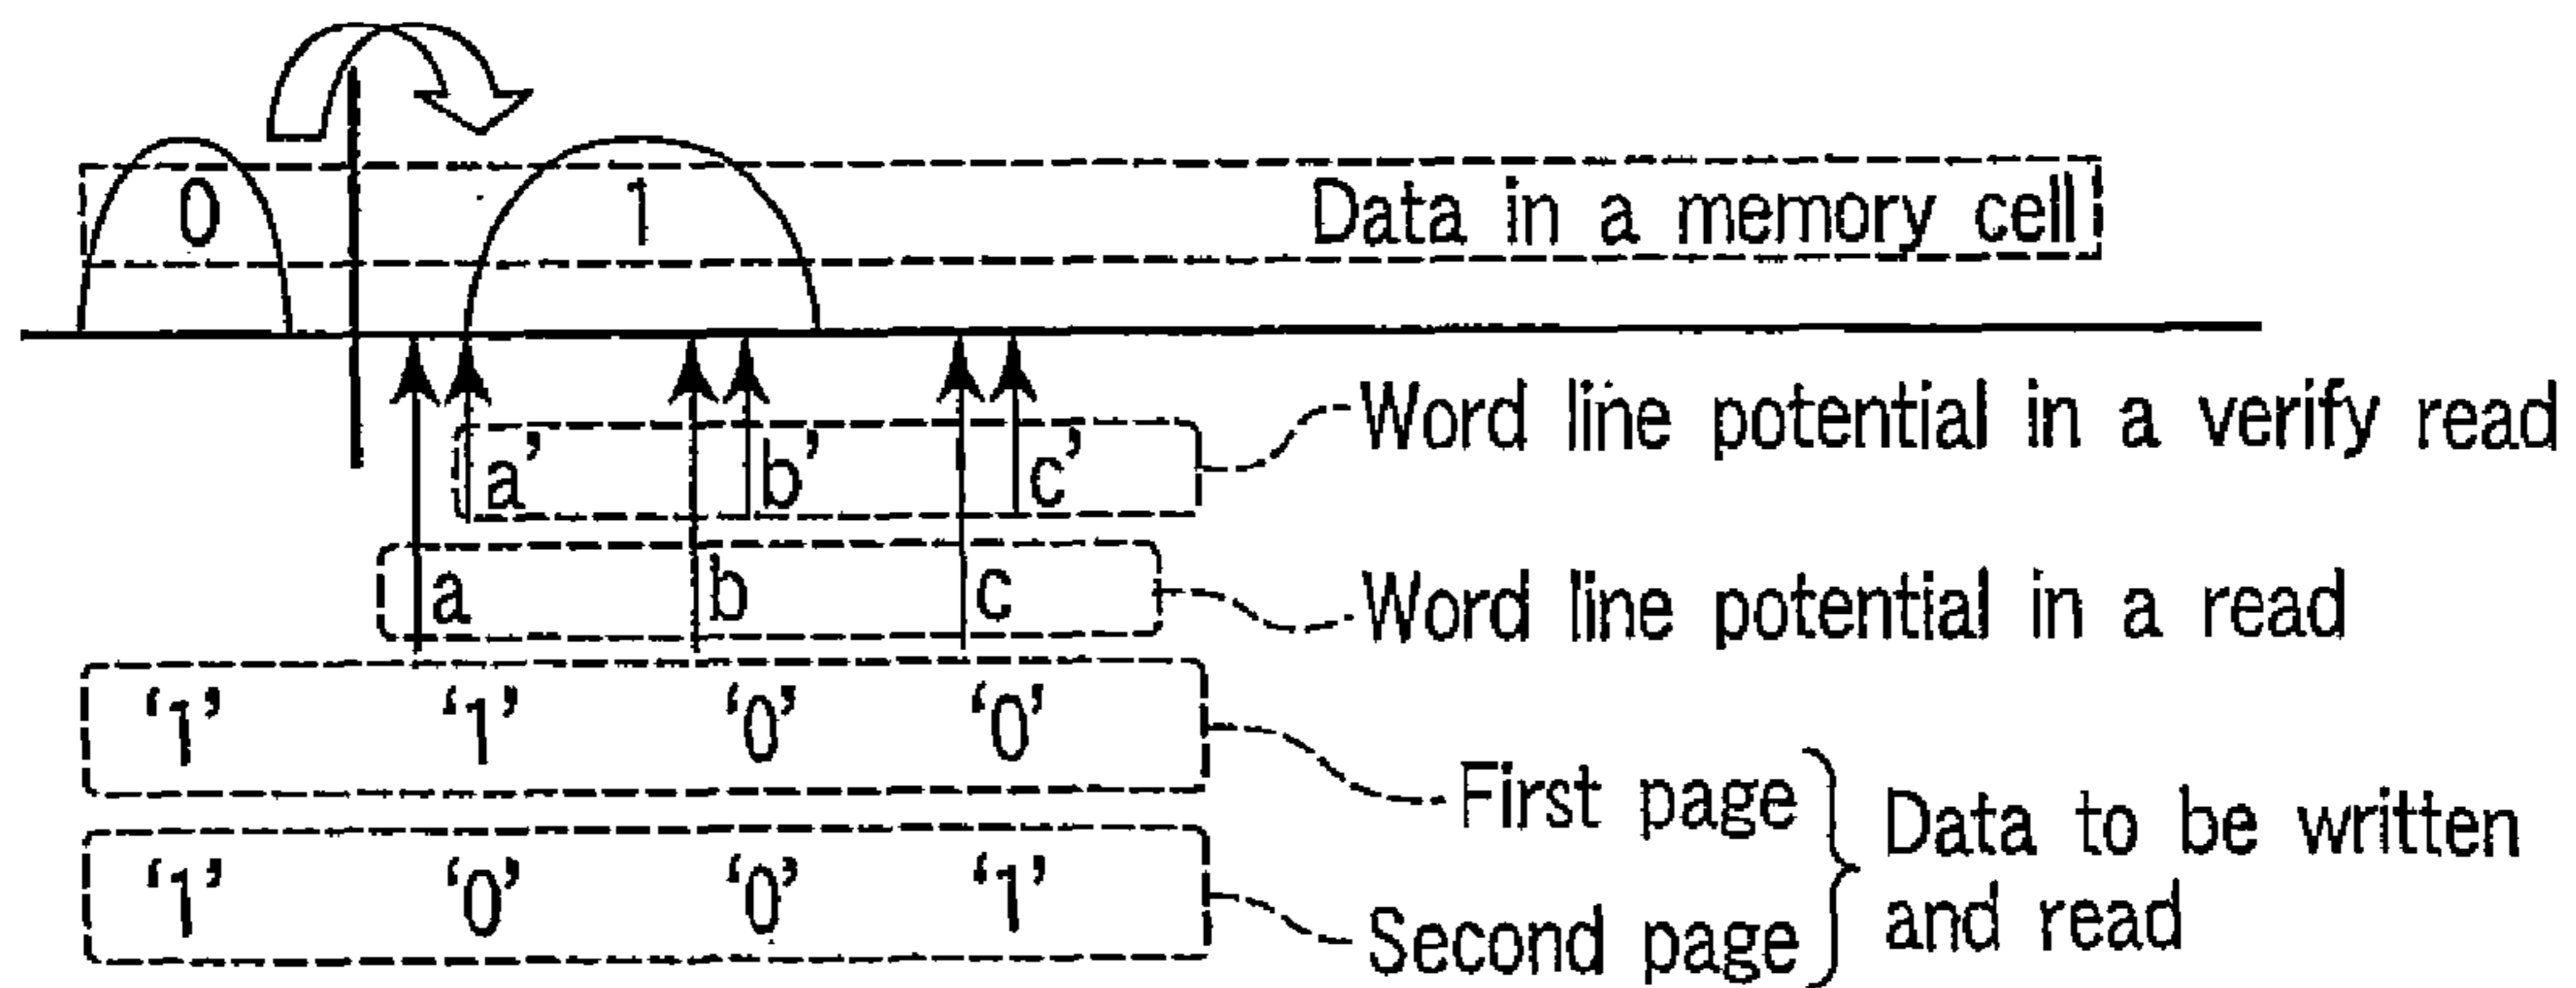 0 1 Data in a memory cell
a’ b’ c’ Word line potential in a verify read
a b c Word line potential in a read
‘1’ ‘1’ ‘0’ ‘0’
First page
‘1’ ‘0’ ‘0’ ‘1’
Second page
Data to be written
and read